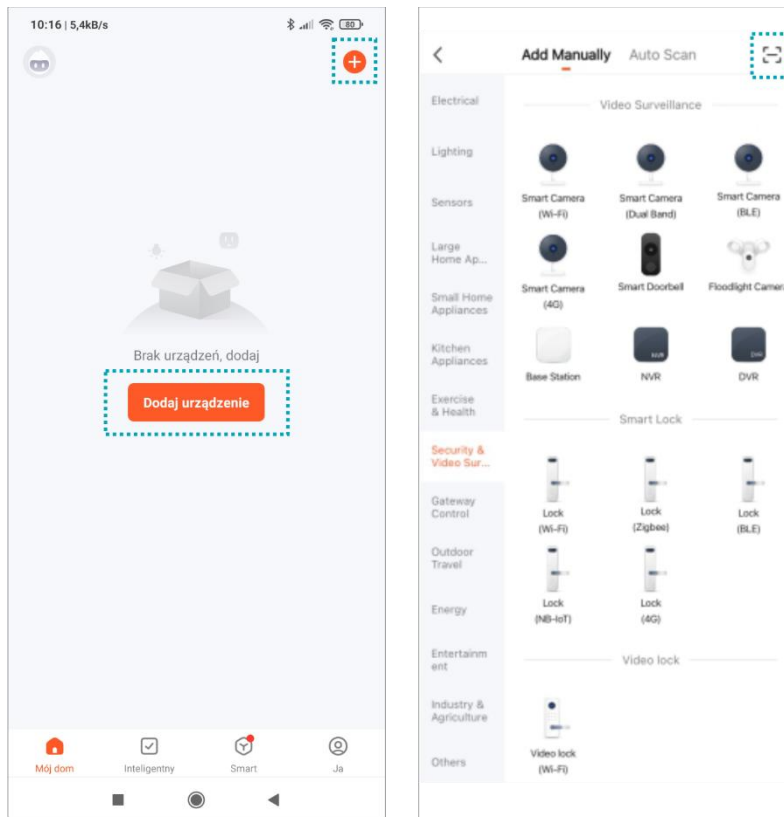 10:16 | 5,4kB/s
80
Brak urządzeń, dodaj
Dodaj urządzenie
Mój dom
Inteligentny
Smart
Ja
Add Manually
Auto Scan
Electrical
Lighting
Sensors
Large
Home Ap...
Small Home
Appliances
Kitchen
Appliances
Exercise
& Health
Security &
Video Sur...
Gateway
Control
Outdoor
Travel
Energy
Entertainm
ent
Industry &
Agriculture
Others
Video Surveillance
Smart Camera
(Wi-Fi)
Smart Camera
(Dual Band)
Smart Camera
(BLE)
Smart Camera
(4G)
Smart Doorbell
Floodlight Camer
Base Station
NVR
NVR
DVR
DVR
Smart Lock
Lock
(Wi-Fi)
Lock
(Zigbee)
Lock
(BLE)
Lock
(NB-IoT)
Lock
(4G)
Video lock
Video lock
(Wi-Fi)